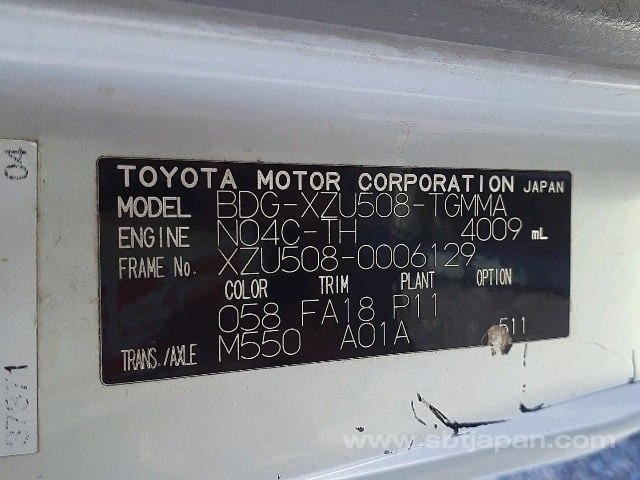 TOYOTA MOTOR CORPORATION JAPAN
MODEL BDG-XZU508-TGMMA
ENGINE N04C-TH 4009 mL
FRAME No. XZU508-0006129
COLOR TRIM PLANT OPTION
058 FA18 P11
TRANS./AXLE M550 A01A 511
04
www.sbtjapan.com